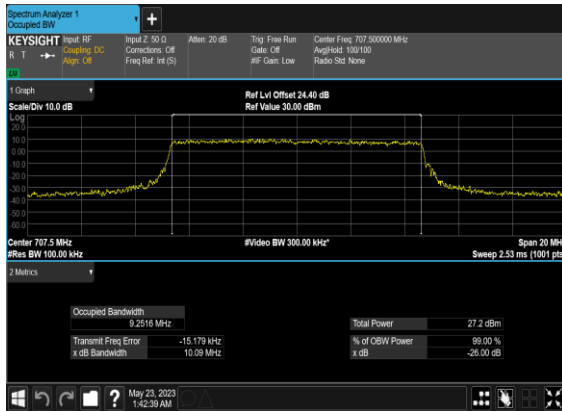 Spectrum Analyzer 1
Occupied BW
+
KEYSIGHT
R T
Input: RF
Coupling: DC
Align: Off
Input Z: 50 Ω
Corrections: Off
Freq Ref: Int (S)
Atten: 20 dB
Trig: Free Run
Gate: Off
#IF Gain: Low
Center Freq: 707.500000 MHz
Avg|Hold: 100/100
Radio Std: None
1 Graph
Scale/Div 10.0 dB
Ref Lvl Offset 24.40 dB
Ref Value 30.00 dBm
Log
20.0
10.0
0.00
-10.0
-20.0
-30.0
-40.0
-50.0
-60.0
Center 707.5 MHz
#Video BW 300.00 kHz*
Span 20 MH
#Res BW 100.00 kHz
Sweep 2.53 ms (1001 pts
2 Metrics
Occupied Bandwidth
9.2516 MHz
Transmit Freq Error -15.179 kHz
x dB Bandwidth 10.09 MHz
Total Power 27.2 dBm
% of OBW Power 99.00 %
x dB -26.00 dB
?
May 23, 2023
1:42:39 AM